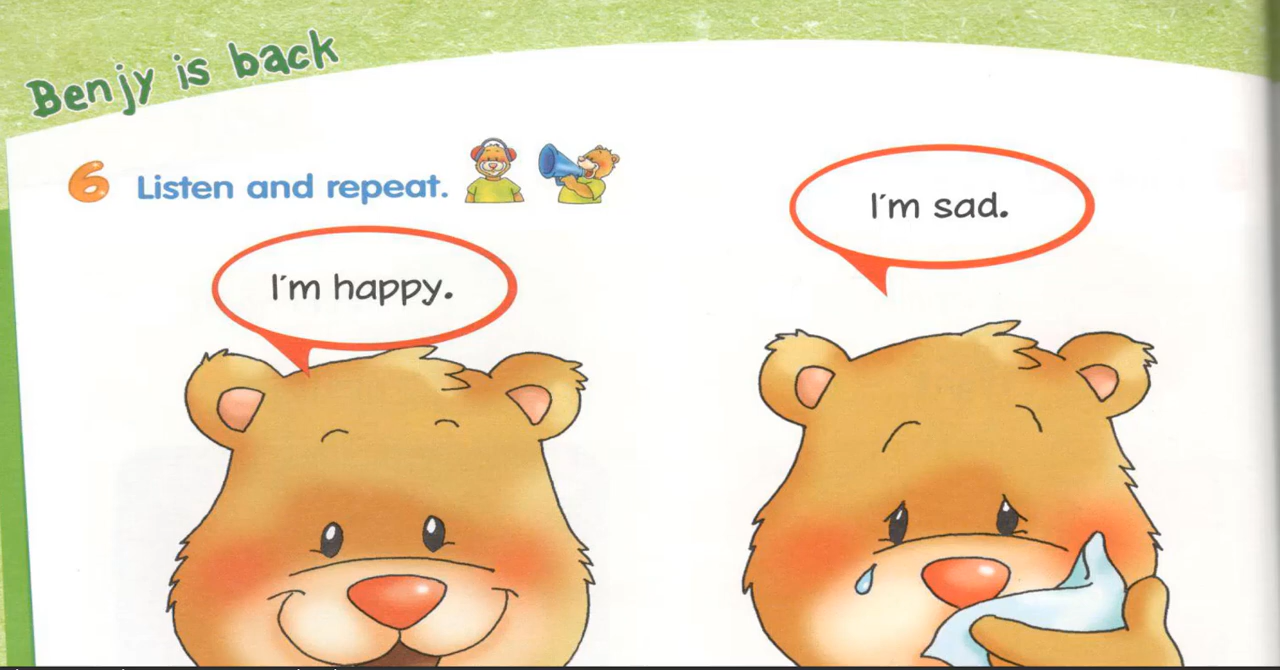 Benjy is back
6 Listen and repeat.
I´m happy.
I´m sad.